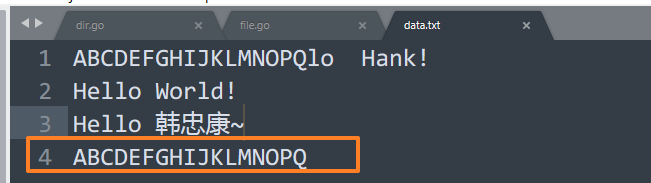 dir.go × file.go × data.txt ×
1 ABCDEFGHIJKLMNOPQlo  Hank!
2 Hello World!
3 Hello 韩忠康~
4 ABCDEFGHIJKLMNOPQ